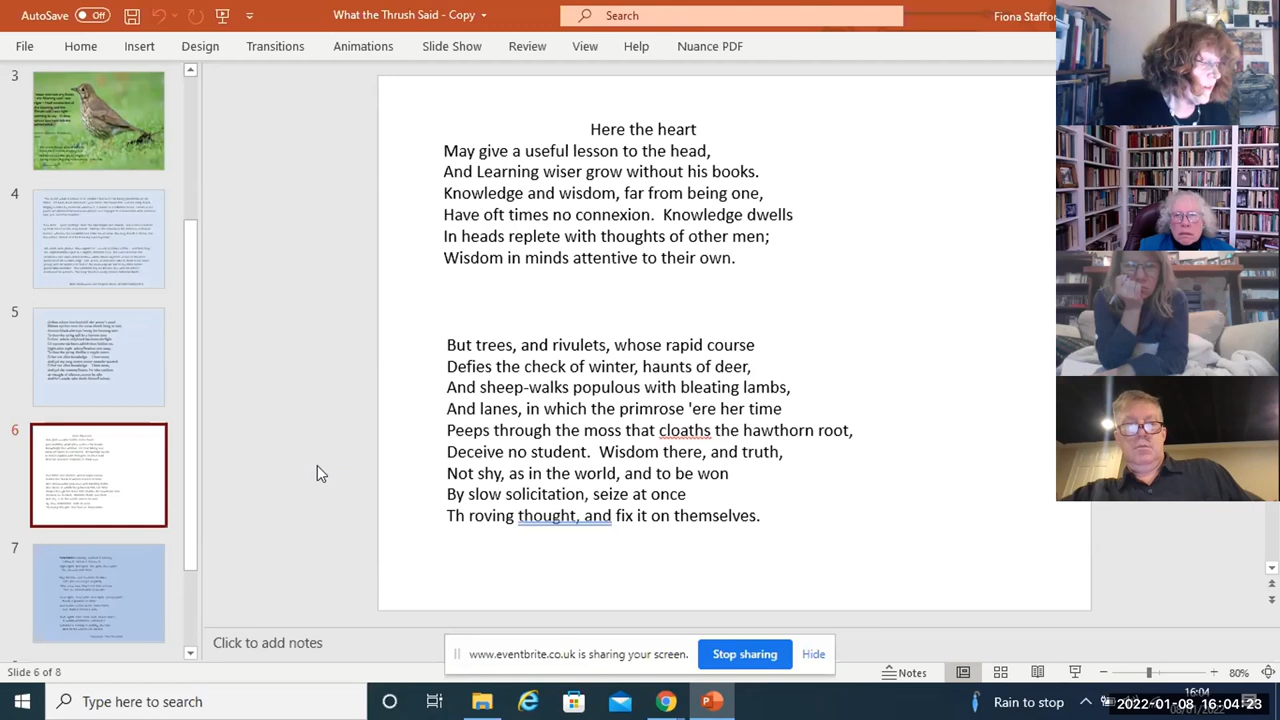 AutoSave Off What the Thrush Said - Copy Search Fiona Staffor
File Home Insert Design Transitions Animations Slide Show Review View Help Nuance PDF
3
4
5
6
7
Here the heart
May give a useful lesson to the head,
And Learning wiser grow without his books.
Knowledge and wisdom, far from being one,
Have oft times no connexion.  Knowledge dwells
In heads replete with thoughts of other men;
Wisdom in minds attentive to their own.
But trees, and rivulets, whose rapid course
Defies the check of winter, haunts of deer,
And sheep-walks populous with bleating lambs,
And lanes, in which the primrose 'ere her time
Peeps through the moss that cloaths the hawthorn root,
Deceive no student.  Wisdom there, and truth,
Not shy, as in the world, and to be won
By slow solicitation, seize at once
Th roving thought, and fix it on themselves.
Click to add notes
www.eventbrite.co.uk is sharing your screen. Stop sharing Hide
Slide 6 of 8 Notes 80%
Type here to search Rain to stop 16:04
2022-01-08 16:04:23